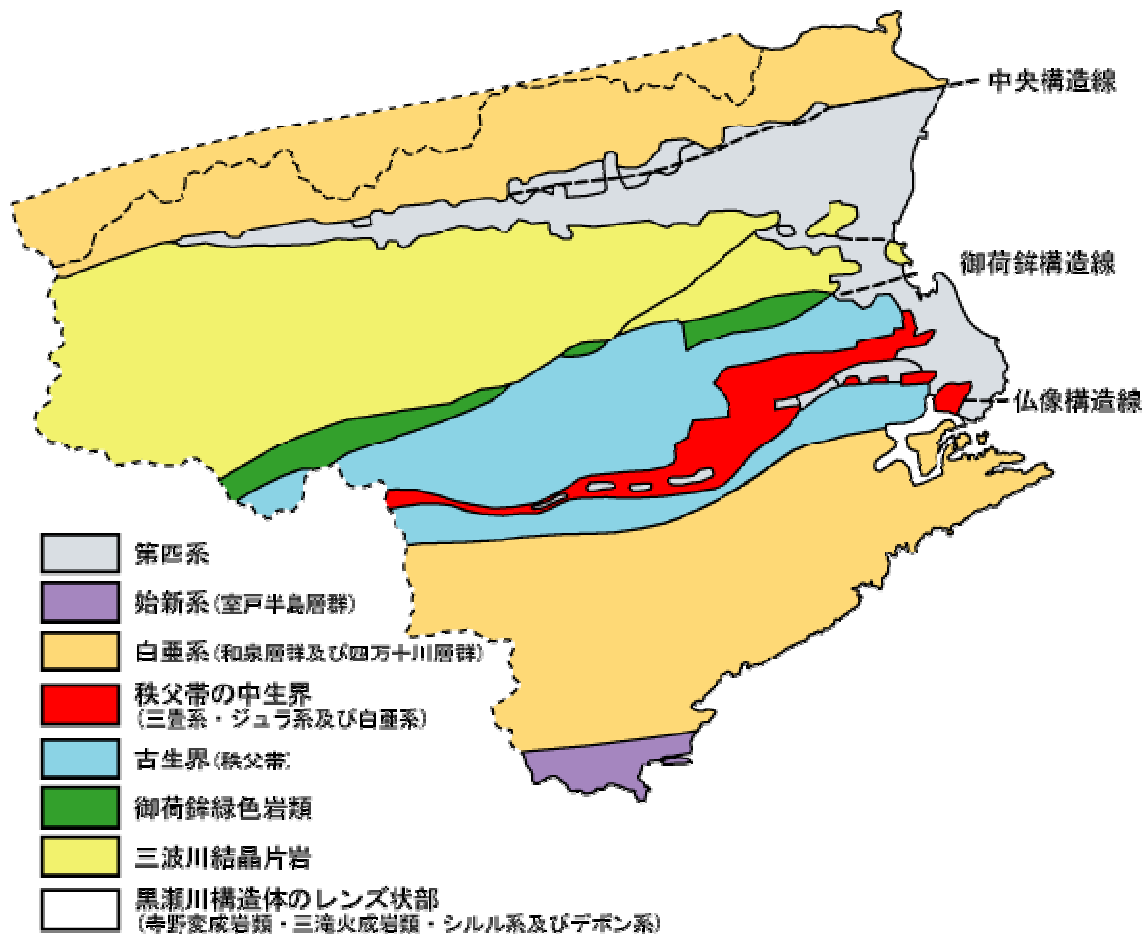 中央構造線
御荷鉾構造線
仏像構造線
第四系
始新系(室戸半島層群)
白亜系(和泉層群及び四万十川層群)
秩父帯の中生界
(三畳系・ジュラ系及び白亜系)
古生界(秩父帯)
御荷鉾緑色岩類
三波川結晶片岩
黒瀬川構造体のレンズ状部
(寺野変成岩類・三滝火成岩類・シルル系及びデボン系)